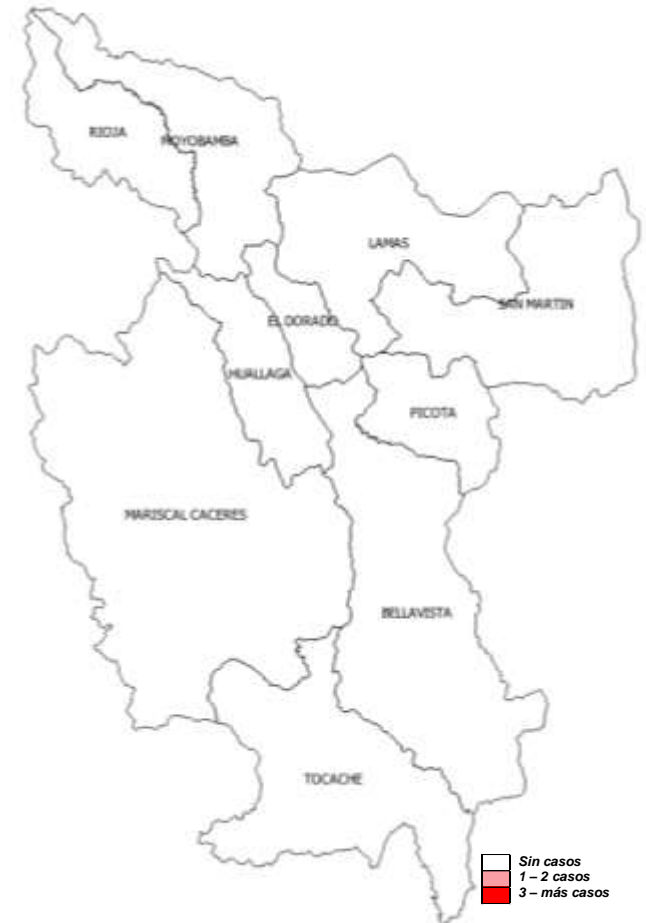 RIOJA
MOYOBAMBA
LAMAS
SAN MARTIN
EL DORADO
HUALLAGA
PICOTA
MARISCAL CACERES
BELLAVISTA
TOCACHE
Sin casos
1 – 2 casos
3 – más casos